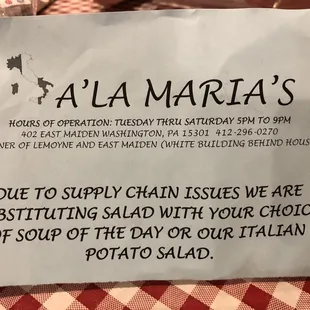 A'LA MARIA'S
HOURS OF OPERATION: TUESDAY THRU SATURDAY 5PM TO 9PM
402 EAST MAIDEN WASHINGTON, PA 15301 412-296-0270
NER OF LEMOYNE AND EAST MAIDEN (WHITE BUILDING BEHIND HOUS
DUE TO SUPPLY CHAIN ISSUES WE ARE
BSTITUTING SALAD WITH YOUR CHOIC
OF SOUP OF THE DAY OR OUR ITALIAN
POTATO SALAD.